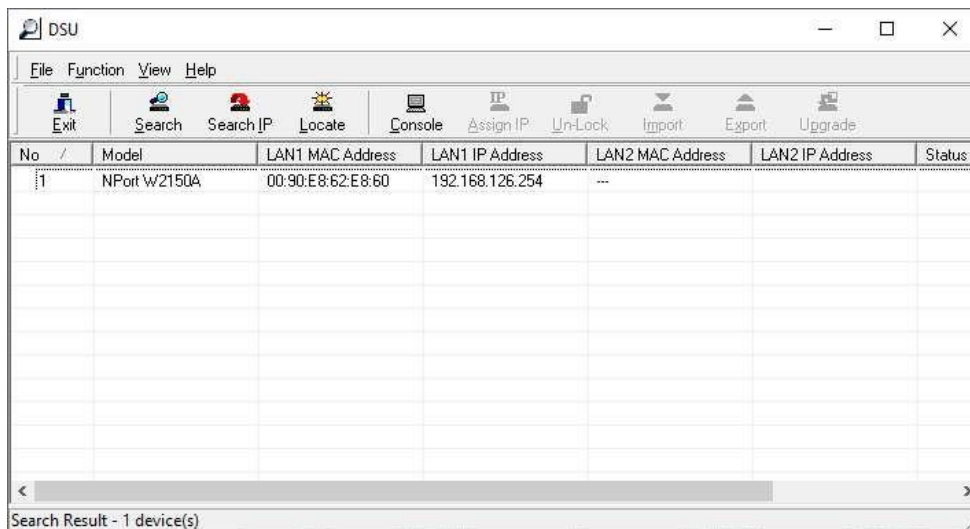 DSU
File Function View Help
Exit Search Search IP Locate Console IP Assign IP Un-Lock Import Export Upgrade
No / Model LAN1 MAC Address LAN1 IP Address LAN2 MAC Address LAN2 IP Address Status
1 NPort W2150A 00:90:E8:62:E8:60 192.168.126.254 ---
Search Result - 1 device(s)